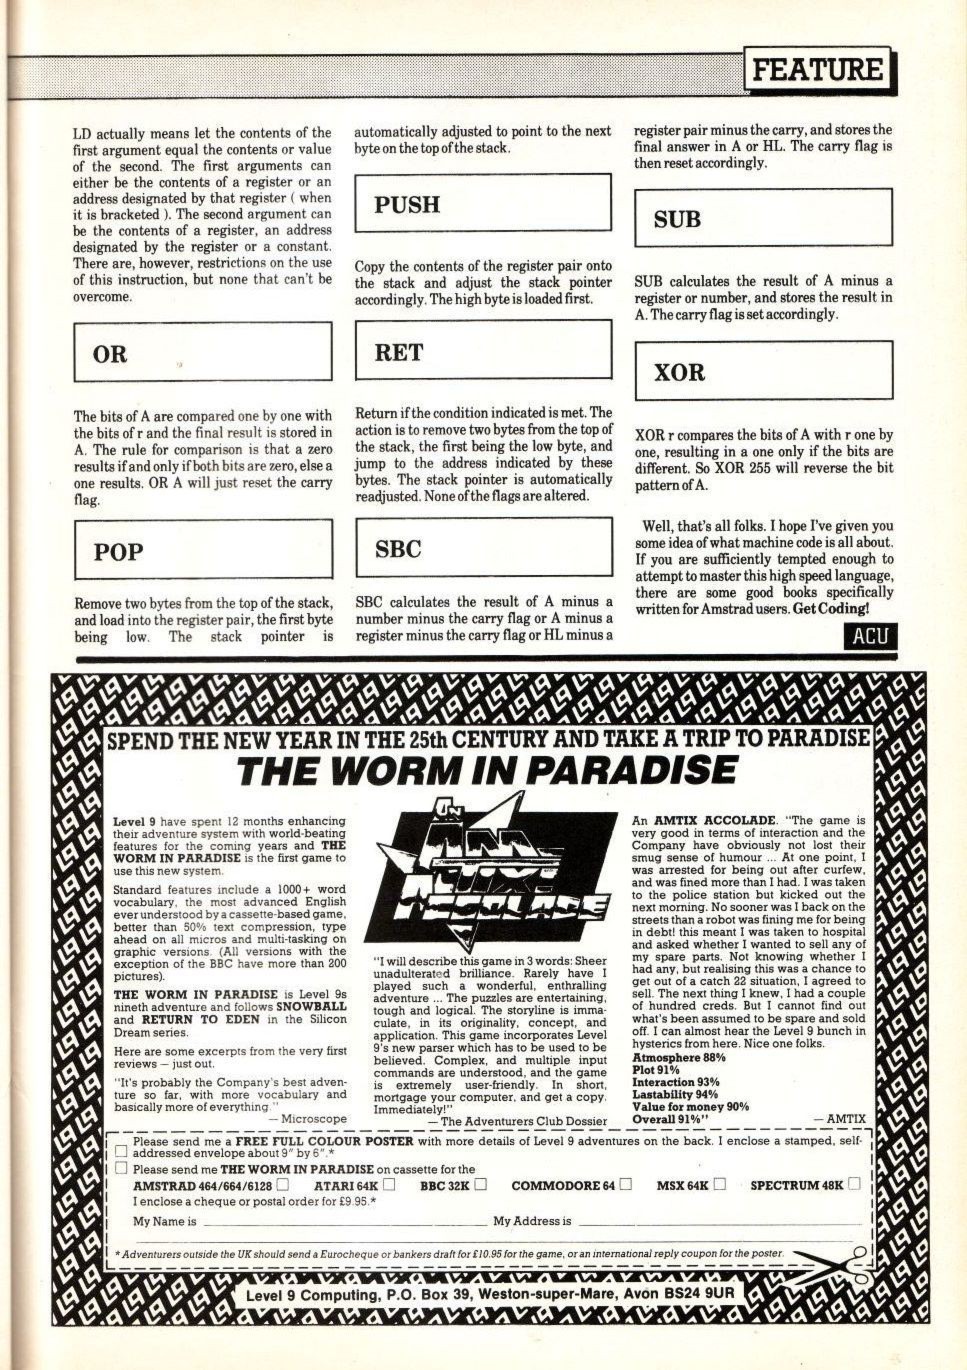 FEATURE
LD actually means let the contents of the
first argument equal the contents or value
of the second. The first arguments can
either be the contents of a register or an
address designated by that register ( when
it is bracketed ). The second argument can
be the contents of a register, an address
designated by the register or a constant.
There are, however, restrictions on the use
of this instruction, but none that can't be
overcome.
OR
The bits of A are compared one by one with
the bits of r and the final result is stored in
A. The rule for comparison is that a zero
results if and only if both bits are zero, else a
one results. OR A will just reset the carry
flag.
POP
Remove two bytes from the top of the stack,
and load into the register pair, the first byte
being low. The stack pointer is
automatically adjusted to point to the next
byte on the top of the stack.
PUSH
Copy the contents of the register pair onto
the stack and adjust the stack pointer
accordingly. The high byte is loaded first.
RET
Return if the condition indicated is met. The
action is to remove two bytes from the top of
the stack, the first being the low byte, and
jump to the address indicated by these
bytes. The stack pointer is automatically
readjusted. None of the flags are altered.
SBC
SBC calculates the result of A minus a
number minus the carry flag or A minus a
register minus the carry flag or HL minus a
register pair minus the carry, and stores the
final answer in A or HL. The carry flag is
then reset accordingly.
SUB
SUB calculates the result of A minus a
register or number, and stores the result in
A. The carry flag is set accordingly.
XOR
XOR r compares the bits of A with r one by
one, resulting in a one only if the bits are
different. So XOR 255 will reverse the bit
pattern of A.
Well, that's all folks. I hope I've given you
some idea of what machine code is all about.
If you are sufficiently tempted enough to
attempt to master this high speed language,
there are some good books specifically
written for Amstrad users. Get Coding!
ACU
SPEND THE NEW YEAR IN THE 25th CENTURY AND TAKE A TRIP TO PARADISE
THE WORM IN PARADISE
Level 9 have spent 12 months enhancing
their adventure system with world-beating
features for the coming years and THE
WORM IN PARADISE is the first game to
use this new system.
Standard features include a 1000+ word
vocabulary, the most advanced English
ever understood by a cassette-based game,
better than 50% text compression, type
ahead on all micros and multi-tasking on
graphic versions. (All versions with the
exception of the BBC have more than 200
pictures).
THE WORM IN PARADISE is Level 9s
nineth adventure and follows SNOWBALL
and RETURN TO EDEN in the Silicon
Dream series.
Here are some excerpts from the very first
reviews – just out.
"It's probably the Company's best adven-
ture so far, with more vocabulary and
basically more of everything."
– Microscope
AN
AMTIX
ACCOLADE
"I will describe this game in 3 words: Sheer
unadulterated brilliance. Rarely have I
played such a wonderful, enthralling
adventure ... The puzzles are entertaining,
tough and logical. The storyline is imma-
culate, in its originality, concept, and
application. This game incorporates Level
9's new parser which has to be used to be
believed. Complex, and multiple input
commands are understood, and the game
is extremely user-friendly. In short,
mortgage your computer, and get a copy.
Immediately!"
– The Adventurers Club Dossier
An AMTIX ACCOLADE. "The game is
very good in terms of interaction and the
Company have obviously not lost their
smug sense of humour ... At one point, I
was arrested for being out after curfew,
and was fined more than I had. I was taken
to the police station but kicked out the
next morning. No sooner was I back on the
streets than a robot was fining me for being
in debt! this meant I was taken to hospital
and asked whether I wanted to sell any of
my spare parts. Not knowing whether I
had any, but realising this was a chance to
get out of a catch 22 situation, I agreed to
sell. The next thing I knew, I had a couple
of hundred creds. But I cannot find out
what's been assumed to be spare and sold
off. I can almost hear the Level 9 bunch in
hysterics from here. Nice one folks.
Atmosphere 88%
Plot 91%
Interaction 93%
Lastability 94%
Value for money 90%
Overall 91%" – AMTIX
Please send me a FREE FULL COLOUR POSTER with more details of Level 9 adventures on the back. I enclose a stamped, self-
addressed envelope about 9" by 6".*
Please send me THE WORM IN PARADISE on cassette for the
AMSTRAD 464/664/6128 ATARI 64K BBC 32K COMMODORE 64 MSX 64K SPECTRUM 48K
I enclose a cheque or postal order for £9.95.*
My Name is My Address is
* Adventurers outside the UK should send a Eurocheque or bankers draft for £10.95 for the game, or an international reply coupon for the poster.
Level 9 Computing, P.O. Box 39, Weston-super-Mare, Avon BS24 9UR